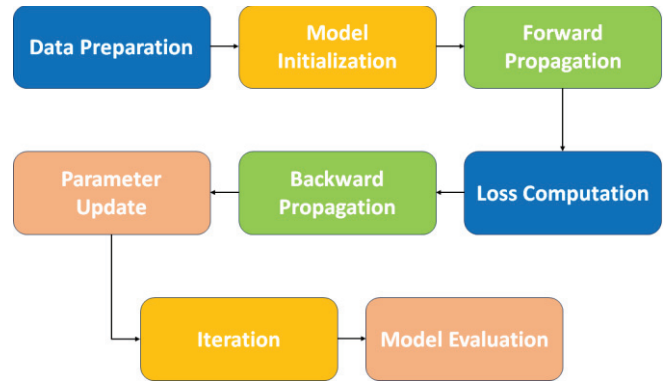 Data Preparation
Model
Initialization
Forward
Propagation
Parameter
Update
Backward
Propagation
Loss Computation
Iteration
Model Evaluation